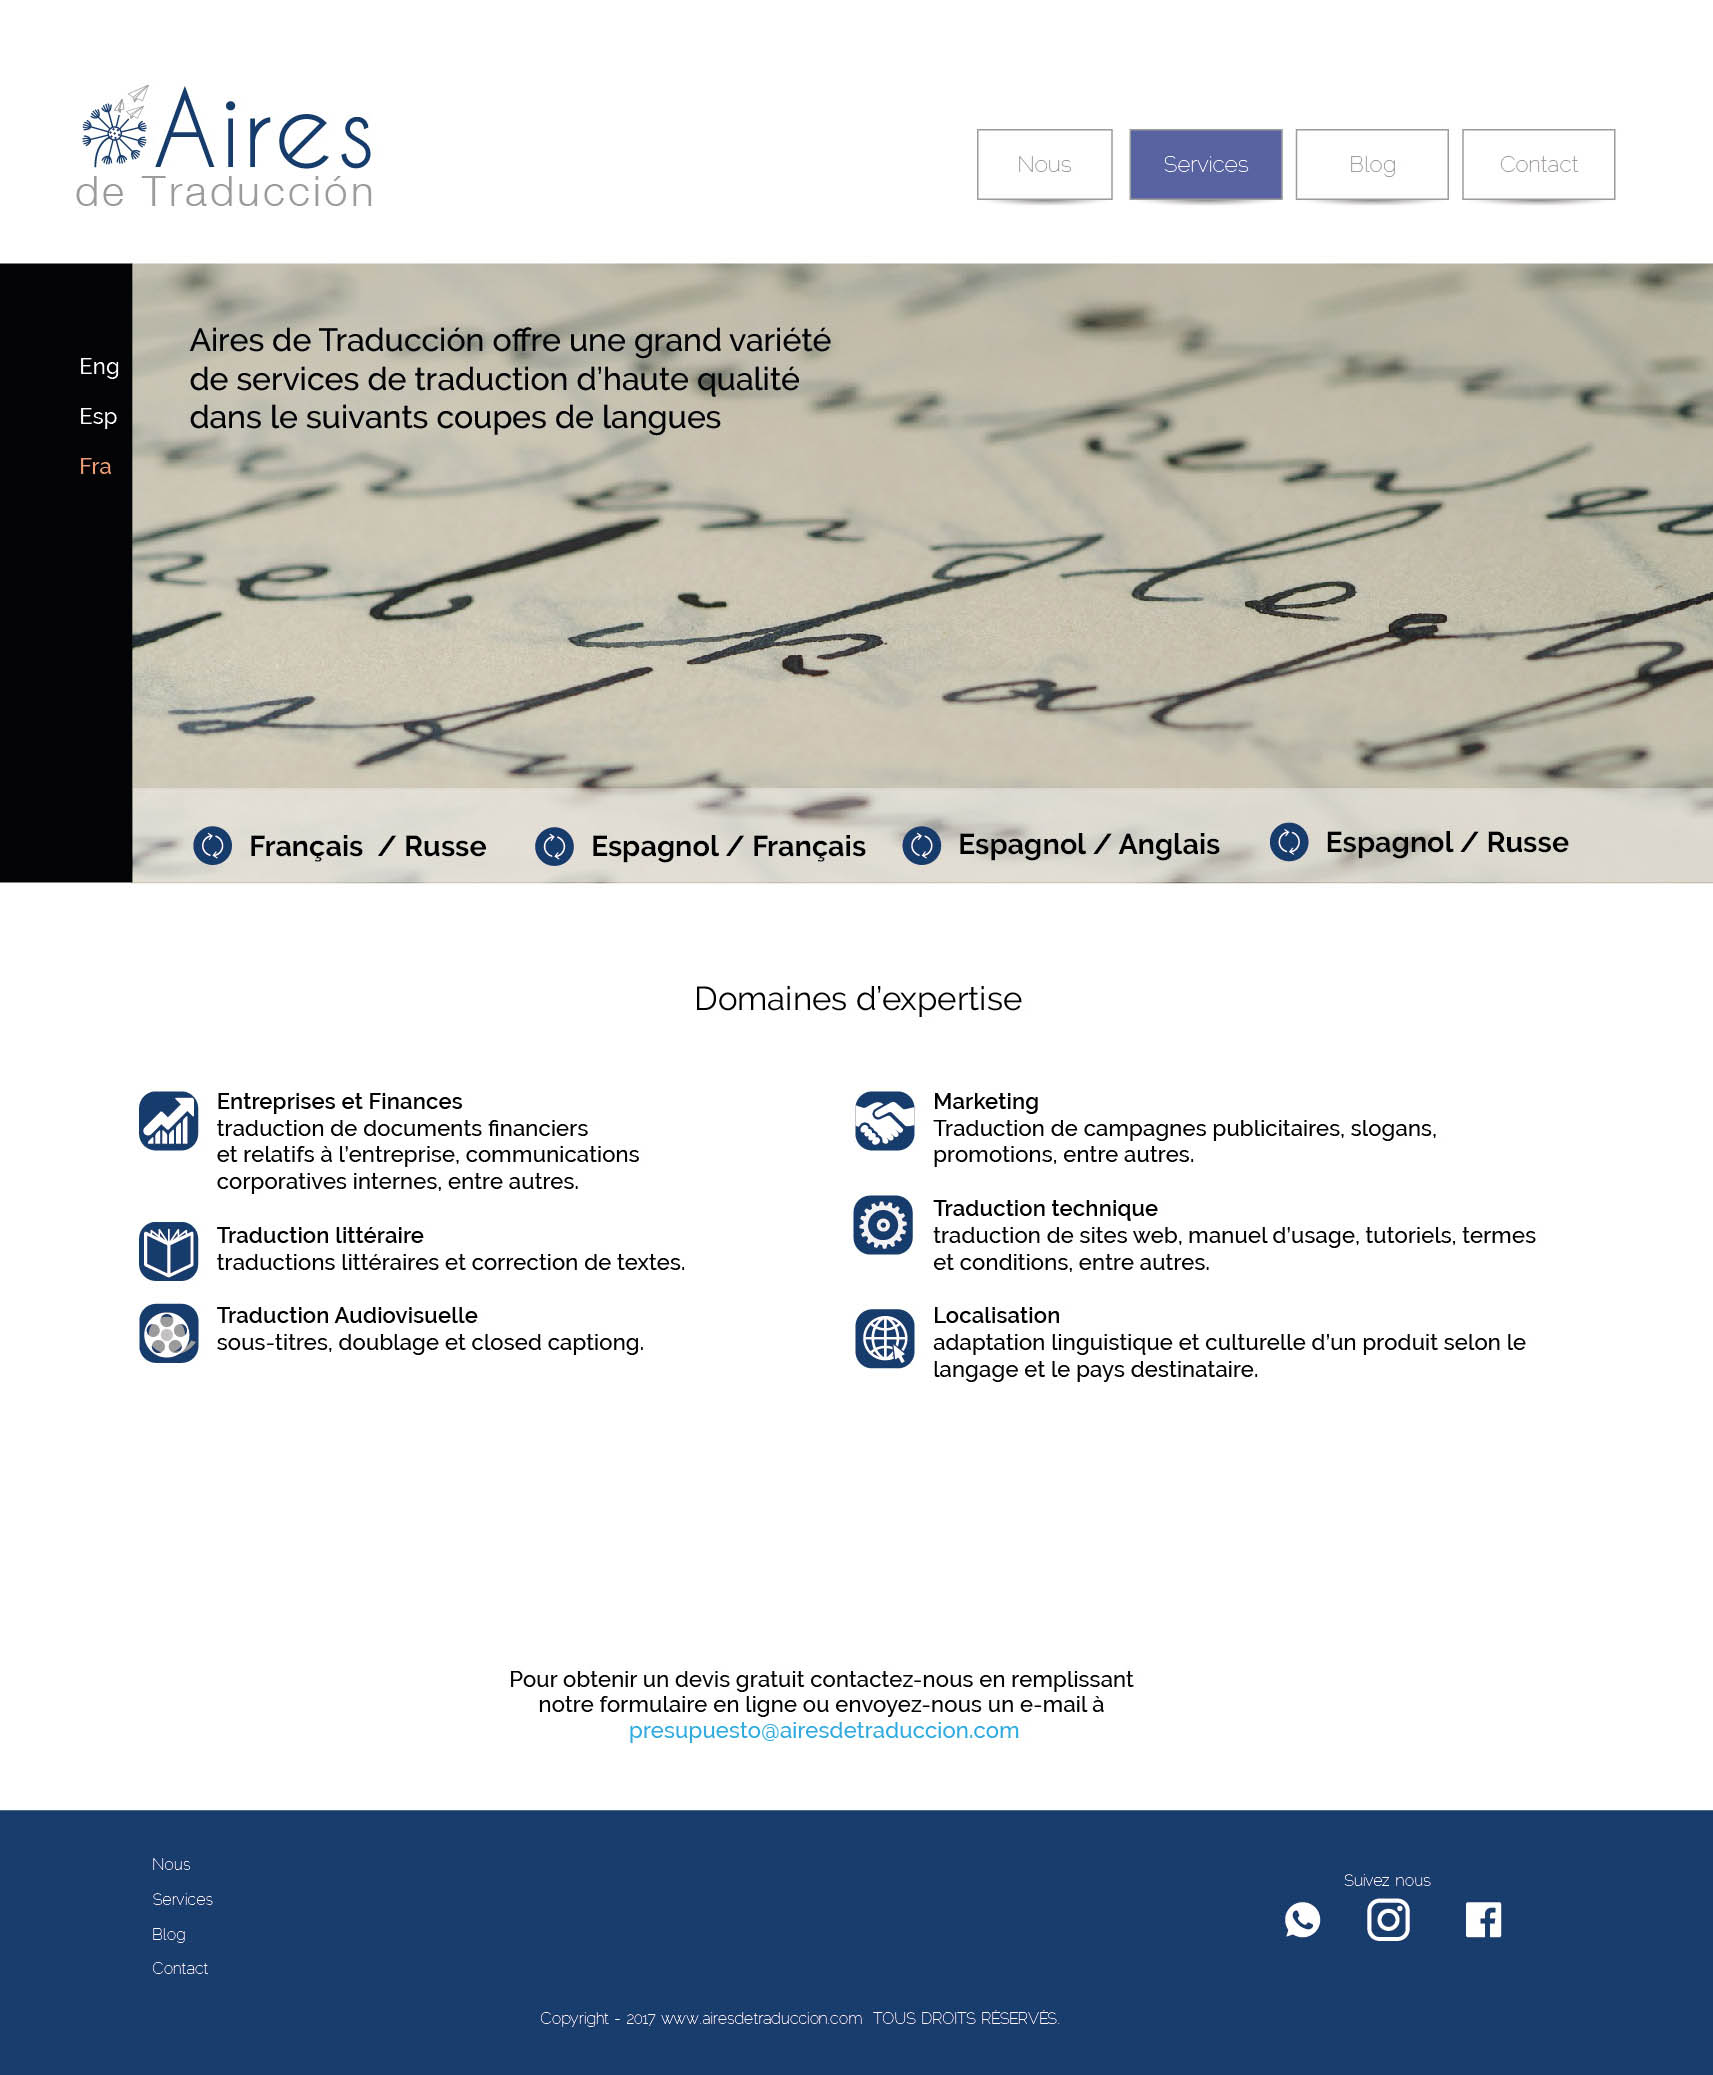 Aires
de Traducción
Nous
Services
Blog
Contact
Eng
Esp
Fra
Aires de Traducción offre une grand variété
de services de traduction d’haute qualité
dans le suivants coupes de langues
Français / Russe
Espagnol / Français
Espagnol / Anglais
Espagnol / Russe
Domaines d’expertise
Entreprises et Finances
traduction de documents financiers
et relatifs à l’entreprise, communications
corporatives internes, entre autres.
Traduction littéraire
traductions littéraires et correction de textes.
Traduction Audiovisuelle
sous-titres, doublage et closed captiong.
Marketing
Traduction de campagnes publicitaires, slogans,
promotions, entre autres.
Traduction technique
traduction de sites web, manuel d’usage, tutoriels, termes
et conditions, entre autres.
Localisation
adaptation linguistique et culturelle d’un produit selon le
langage et le pays destinataire.
Pour obtenir un devis gratuit contactez-nous en remplissant
notre formulaire en ligne ou envoyez-nous un e-mail à
presupuesto@airesdetraduccion.com
Nous
Services
Blog
Contact
Suivez nous
Copyright - 2017 www.airesdetraduccion.com TOUS DROITS RÉSERVÉS.